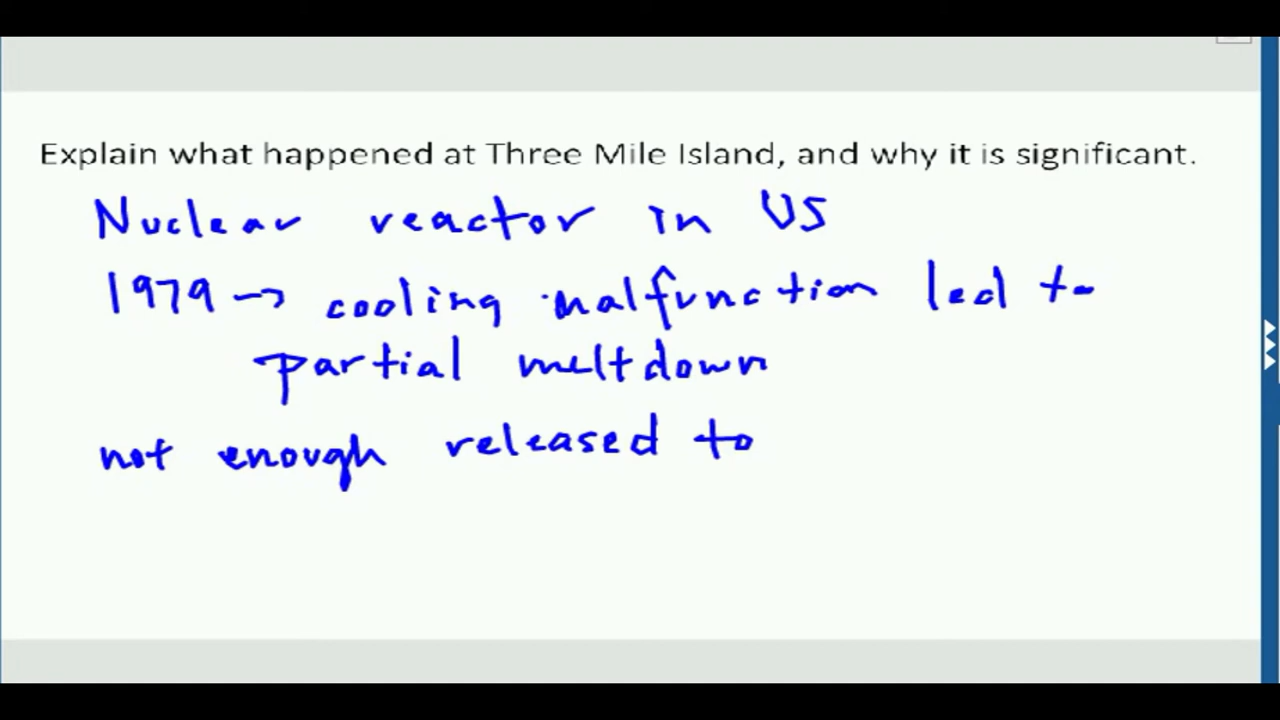 Explain what happened at Three Mile Island, and why it is significant.
Nuclear reactor in US
1979 → cooling malfunction led to
partial meltdown
not enough released to